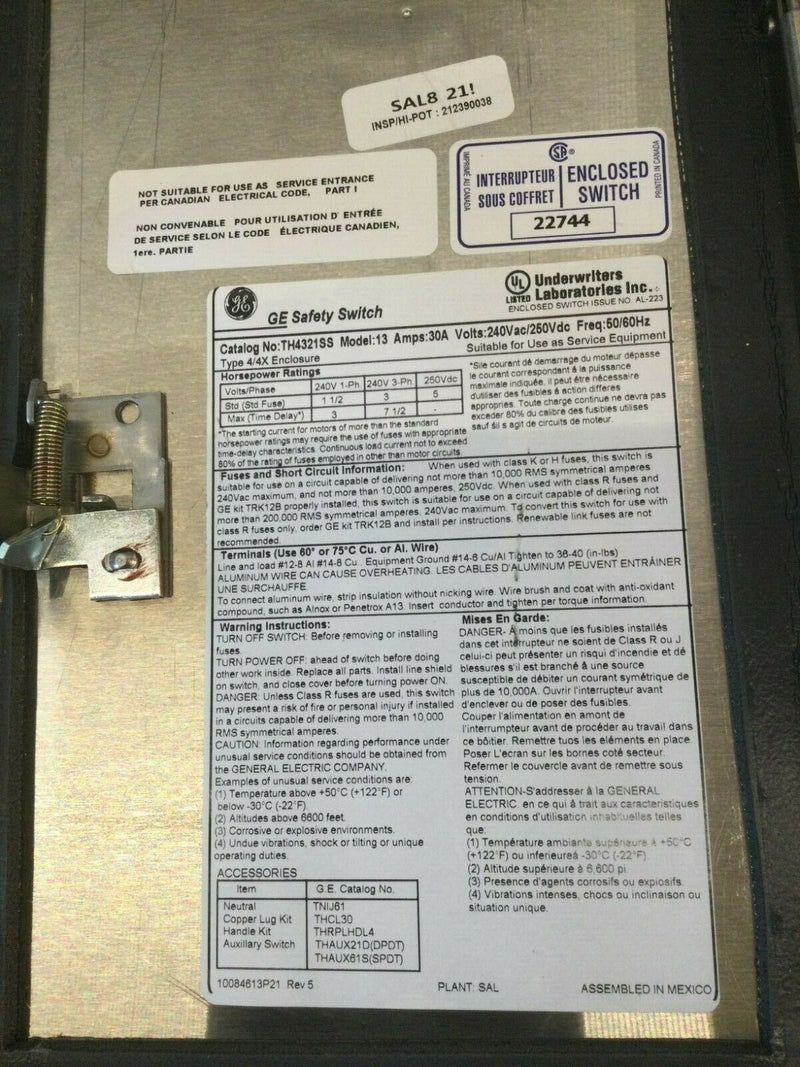 SAL8 21!
INSP/HI-POT : 212390038
NOT SUITABLE FOR USE AS SERVICE ENTRANCE
PER CANADIAN ELECTRICAL CODE, PART I
NON CONVENABLE POUR UTILISATION D' ENTRÉE
DE SERVICE SELON LE CODE ÉLECTRIQUE CANADIEN,
1ere. PARTIE
IMPRIMÉ AU CANADA
SA ®
INTERRUPTEUR
SOUS COFFRET
ENCLOSED
SWITCH
22744
PRINTED IN CANADA
GE
GE Safety Switch
UL
LISTED
Underwriters
Laboratories Inc.
ENCLOSED SWITCH ISSUE NO. AL-223
Catalog No:TH4321SS Model:13 Amps:30A Volts:240Vac/250Vdc Freq:50/60Hz
Type 4/4X Enclosure
Suitable for Use as Service Equipment
Horsepower Ratings
Volts/Phase 240V 1-Ph. 240V 3-Ph. 250Vdc
Std (Std Fuse) 1 1/2 3 5
Max (Time Delay*) 3 7 1/2 -
*The starting current for motors of more than the standard
horsepower ratings may require the use of fuses with appropriate
time-delay characteristics. Continuous load current not to exceed
80% of the rating of fuses employed in other than motor circuits.
*Sile courant dé demarrage du moteur dépasse
le courant correspondant à la puissance
maximale indiquée, il peut être nécessaire
d'utiliser des fusibles à action differes
appropries. Toute charge continue ne devra pas
exceder 80% du calibre des fusibles utilises
sauf sïl s agit de circuits de moteur.
Fuses and Short Circuit Information: When used with class K or H fuses, this switch is
suitable for use on a circuit capable of delivering not more than 10,000 RMS symmetrical amperes
240Vac maximum, and not more than 10,000 amperes, 250Vdc. When used with class R fuses and
GE kit TRK12B properly installed, this switch is suitable for use on a circuit capable of delivering not
more than 200,000 RMS symmetrical amperes, 240Vac maximum. To convert this switch for use with
class R fuses only, order GE kit TRK12B and install per instructions. Renewable link fuses are not
recommended.
Terminals (Use 60° or 75°C Cu. or Al. Wire)
Line and load #12-8 Al #14-8 Cu.. Equipment Ground #14-6 Cu/Al Tighten to 36-40 (in-lbs)
ALUMINUM WIRE CAN CAUSE OVERHEATING. LES CABLES D'ALUMINUM PEUVENT ENTRAÎNER
UNE SURCHAUFFE
To connect aluminum wire, strip insulation without nicking wire. Wire brush and coat with anti-oxidant
compound, such as Alnox or Penetrox A13. Insert conductor and tighten per torque information.
Warning Instructions:
TURN OFF SWITCH: Before removing or installing
fuses.
TURN POWER OFF: ahead of switch before doing
other work inside. Replace all parts. Install line shield
on switch, and close cover before turning power ON.
DANGER: Unless Class R fuses are used, this switch
may present a risk of fire or personal injury if installed
in a circuits capable of delivering more than 10,000
RMS symmetrical amperes.
CAUTION: Information regarding performance under
unusual service conditions should be obtained from
the GENERAL ELECTRIC COMPANY.
Examples of unusual service conditions are:
(1) Temperature above +50°C (+122°F) or
below -30°C (-22°F)
(2) Altitudes above 6600 feet.
(3) Corrosive or explosive environments.
(4) Undue vibrations, shock or tilting or unique
operating duties.
Mises En Garde:
DANGER- A moins que les fusibles installés
dans cet interrupteur ne soient de Class R ou J
celui-ci peut présenter un risqui d'incendie et dé
blessures s'il est branché à une source
susceptible de débiter un courant symétrique de
plus de 10,000A. Ouvrir l'interrupteur avant
d'enclever ou de poser des fusibles.
Couper l'alimentation en amont de
l'interrupteur avant de procéder au travail dans
ce bôitier. Remettre tuos les eléments en place.
Poser L'ecran sur les bornes coté secteur.
Refermer le couvercle avant de remettre sous
tension.
ATTENTION-S'addresser à la GENERAL
ELECTRIC. en ce qui â trait aux caracteristiques
en conditions d'utilisation inhabituelles telles
que:
(1) Température ambiante supérieure à +50°C
(+122°F) ou inferieureá -30°C (-22°F).
(2) Altitude supérieure à 6,600 pi.
(3) Presence d'agents corrosifs ou explosifs.
(4) Vibrations intenses, chocs ou inclinaison ou
situation unique.
ACCESSORIES
Item G.E. Catalog No.
Neutral TNIJ61
Copper Lug Kit THCL30
Handle Kit THRPLHDL4
Auxillary Switch THAUX21D(DPDT)
THAUX61S(SPDT)
10084613P21 Rev 5 PLANT: SAL ASSEMBLED IN MEXICO